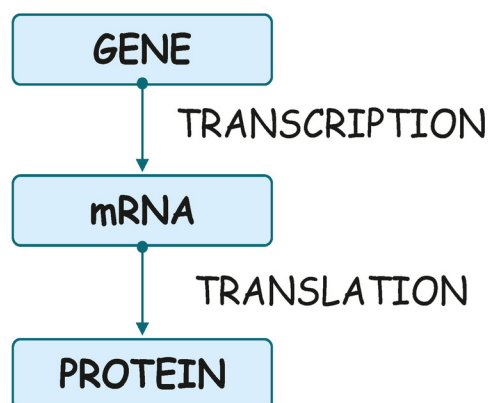 GENE
TRANSCRIPTION
mRNA
TRANSLATION
PROTEIN